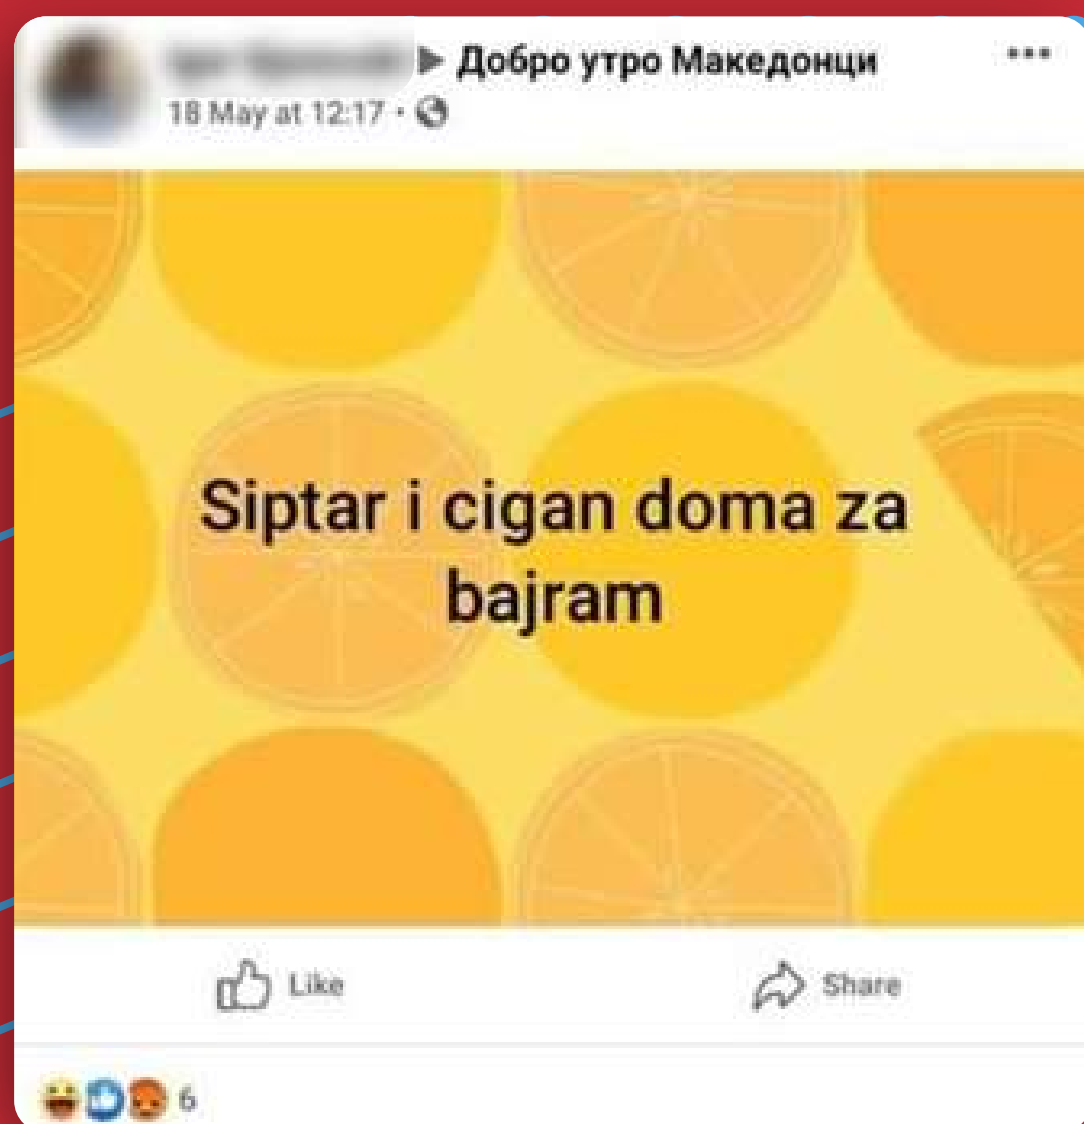 Добро утро Македонци
18 May at 12:17 ·
Siptar i cigan doma za
bajram
Like
Share
6